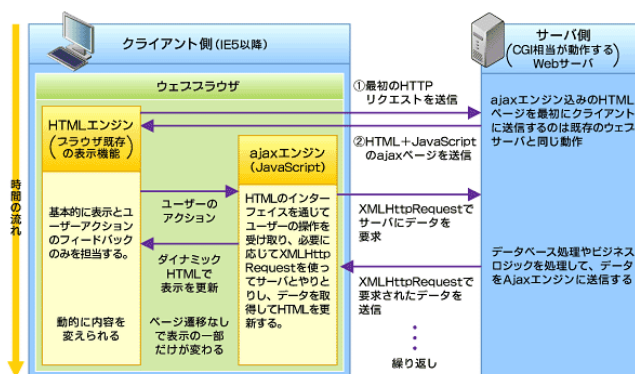 クライアント側(IE5以降)
ウェブブラウザ
HTMLエンジン
(ブラウザ既存
の表示機能)
基本的に表示とユ
ーザーアクション
のフィードバック
のみを担当する。
動的に内容を
変えられる
ユーザーの
アクション
ダイナミック
HTMLで
表示を更新
ページ遷移なし
で表示の一部
だけが変わる
ajaxエンジン
(JavaScript)
HTMLのインター
フェイスを通じて
ユーザーの操作を
受け取り、必要に
応じてXMLHttp
Requestを使っ
てサーバとやりと
りし、データを取
得してHTMLを更
新する。
①最初のHTTP
リクエストを送信
②HTML+JavaScript
のajaxページを送信
XMLHttpRequestで
サーバにデータを
要求
XMLHttpRequestで
要求されたデータを
送信
繰り返し
サーバ側
(CGI相当が動作する
Webサーバ)
ajaxエンジン込みのHTML
ページを最初にクライアント
に送信するのは既存のウェブ
サーバと同じ動作
データベース処理やビジネス
ロジックを処理して、データ
をAjaxエンジンに送信する
時間の流れ